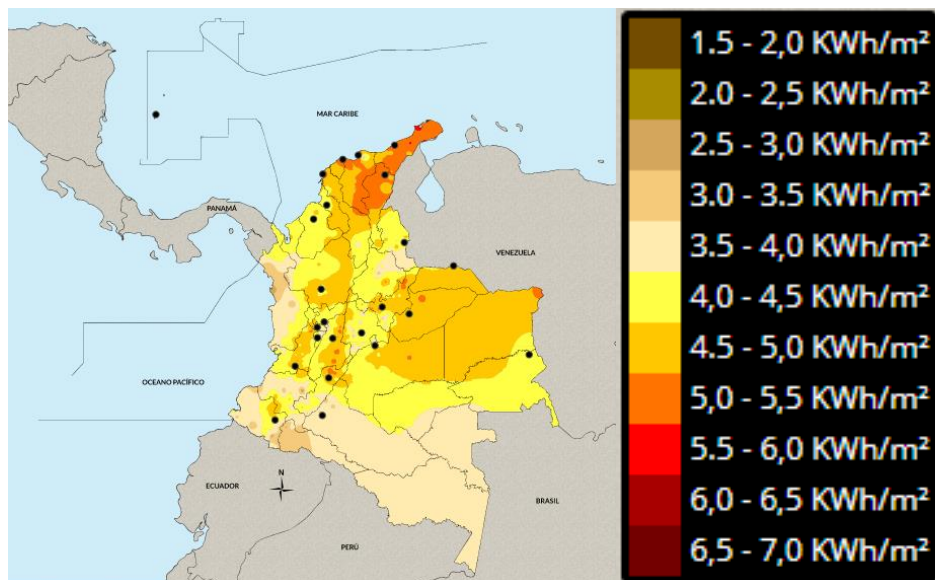 MAR CARIBE
PANAMÁ
VENEZUELA
OCEANO PACÍFICO
N
ECUADOR
BRASIL
PERÚ
1.5 - 2,0 KWh/m²
2.0 - 2,5 KWh/m²
2.5 - 3,0 KWh/m²
3.0 - 3.5 KWh/m²
3.5 - 4,0 KWh/m²
4,0 - 4,5 KWh/m²
4.5 - 5,0 KWh/m²
5,0 - 5,5 KWh/m²
5.5 - 6,0 KWh/m²
6,0 - 6,5 KWh/m²
6,5 - 7,0 KWh/m²